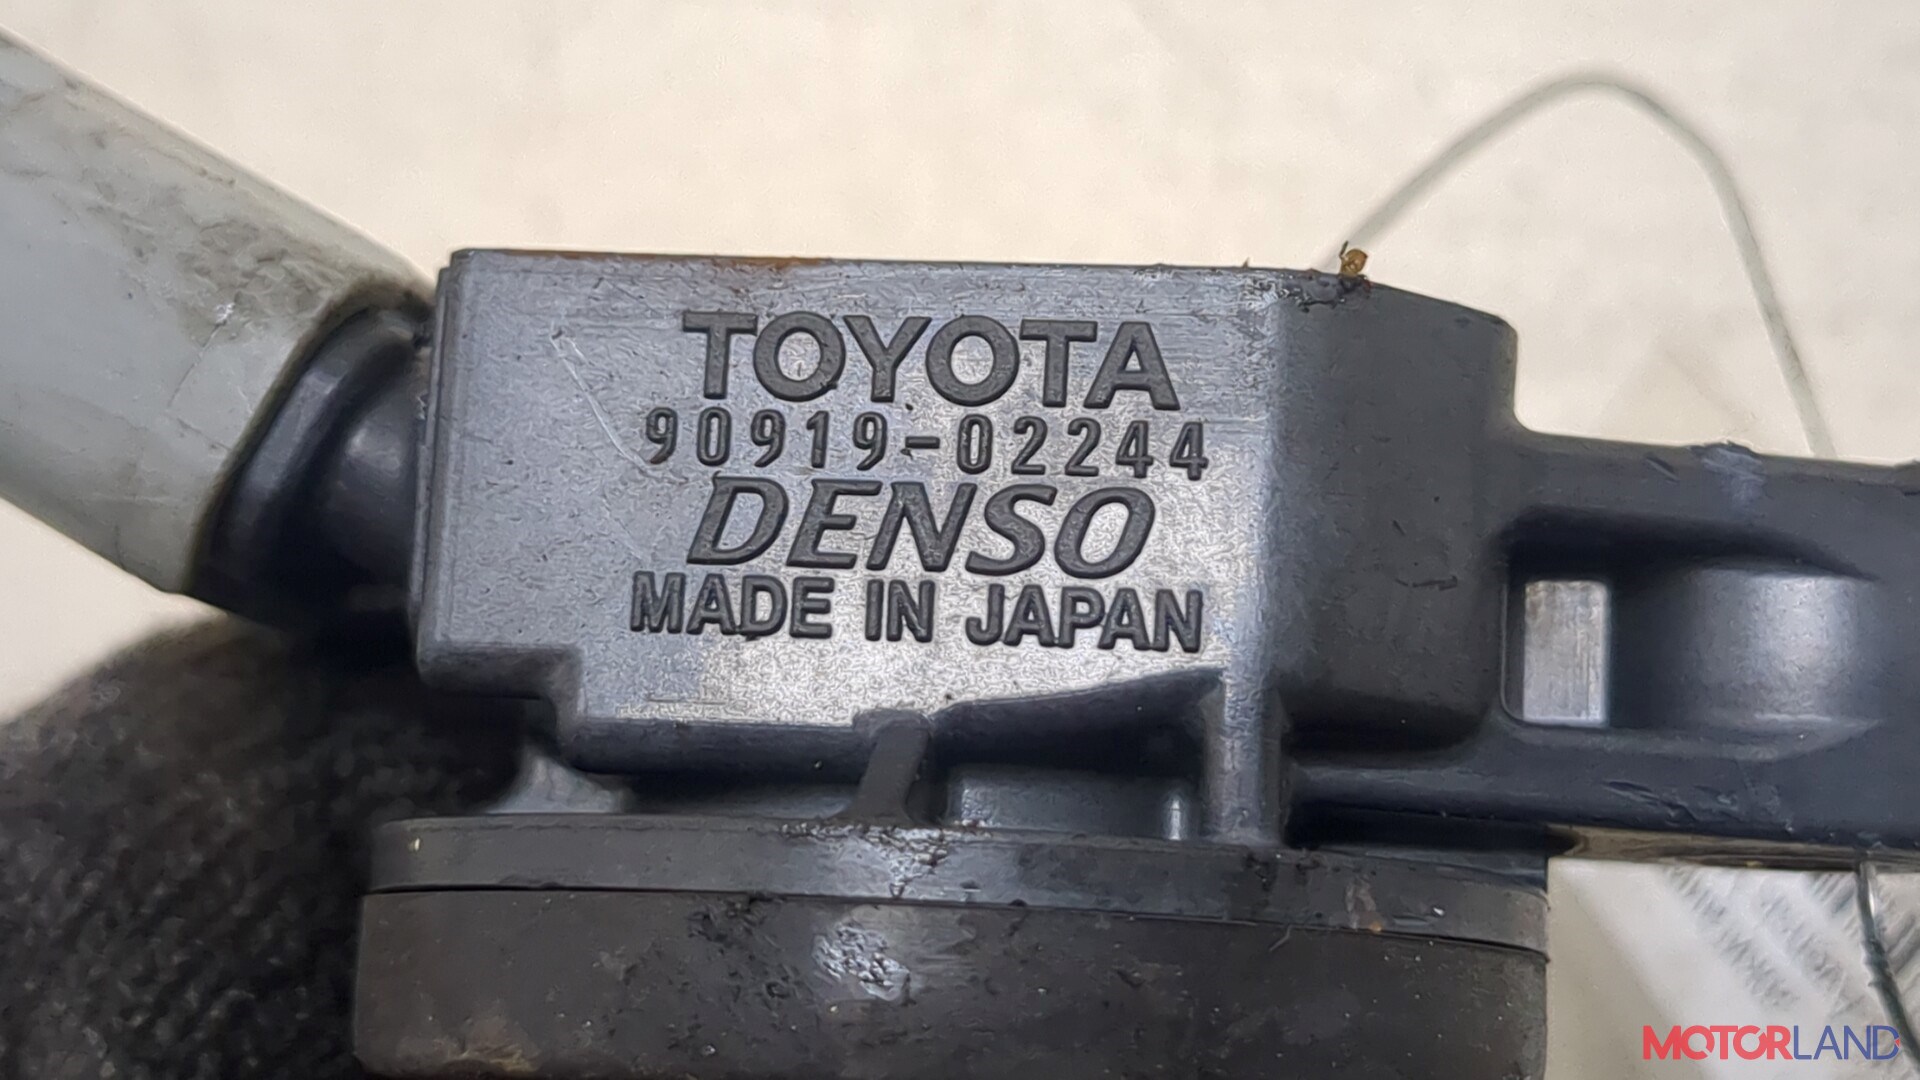 TOYOTA
90919-02244
DENSO
MADE IN JAPAN
MOTORLAND